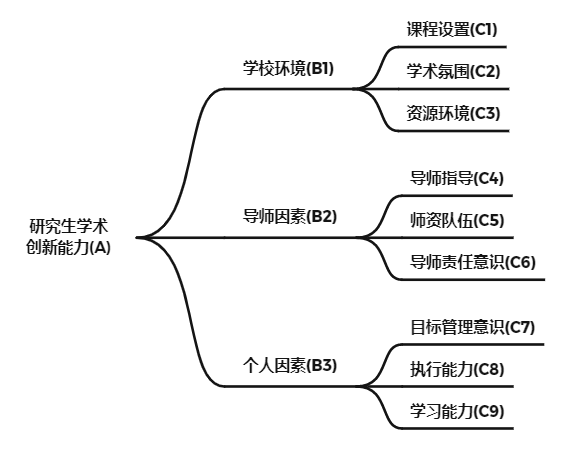 课程设置(C1)
学校环境(B1)
学术氛围(C2)
资源环境(C3)
导师指导(C4)
研究生学术
创新能力(A)
导师因素(B2)
师资队伍(C5)
导师责任意识(C6)
目标管理意识(C7)
个人因素(B3)
执行能力(C8)
学习能力(C9)